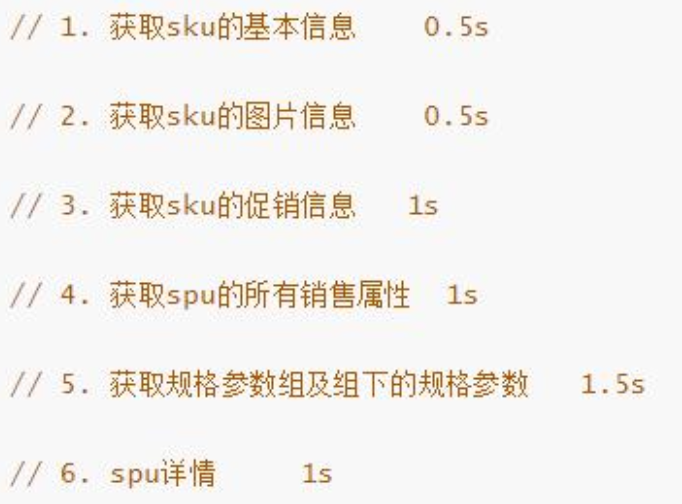 // 1. 获取sku的基本信息 0.5s
// 2. 获取sku的图片信息 0.5s
// 3. 获取sku的促销信息 1s
// 4. 获取spu的所有销售属性 1s
// 5. 获取规格参数组及组下的规格参数 1.5s
// 6. spu详情 1s